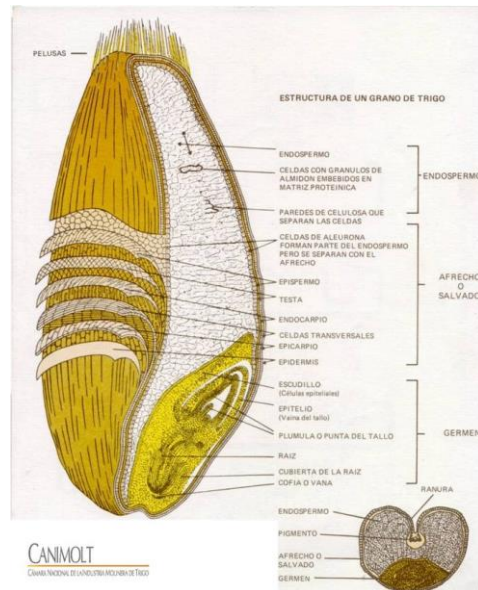 PELUSAS
ESTRUCTURA DE UN GRANO DE TRIGO
ENDOSPERMO
CELDAS CON GRANULOS DE
ALMIDON EMBEBIDOS EN
MATRIZ PROTEINICA
ENDOSPERMO
PAREDES DE CELULOSA QUE
SEPARAN LAS CELDAS
CELDAS DE ALEURONA
FORMAN PARTE DEL ENDOSPERMO
PERO SE SEPARAN CON EL
AFRECHO
EPISPERMO
TESTA
ENDOCARPIO
CELDAS TRANSVERSALES
EPICARPIO
EPIDERMIS
AFRECHO
O
SALVADO
ESCUDILLO
(Células epiteliales)
EPITELIO
(Vaina del tallo)
PLUMULA O PUNTA DEL TALLO
RAIZ
CUBIERTA DE LA RAIZ
COFIA O VANA
GERMEN
RANURA
ENDOSPERMO
PIGMENTO
AFRECHO O
SALVADO
GERMEN
CANIMOLT
CÁMARA NACIONAL DE LA INDUSTRIA MOLINERA DE TRIGO